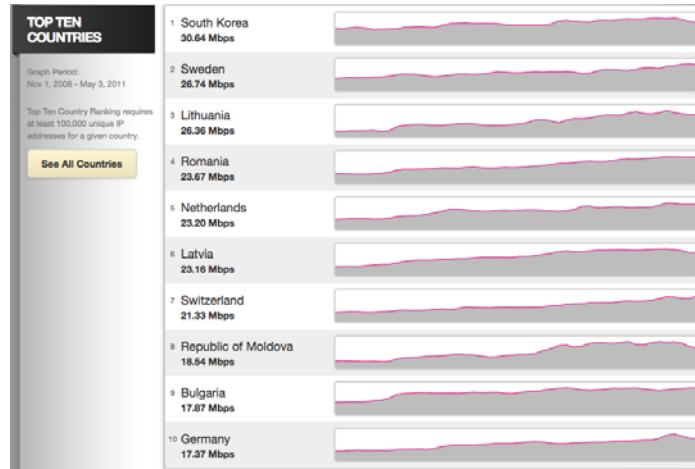 TOP TEN
COUNTRIES
Graph Period:
Nov 1, 2008 - May 3, 2011
Top Ten Country Ranking requires
at least 100,000 unique IP
addresses for a given country.
See All Countries
1 South Korea
30.64 Mbps
2 Sweden
26.74 Mbps
3 Lithuania
26.36 Mbps
4 Romania
23.67 Mbps
5 Netherlands
23.20 Mbps
6 Latvia
23.16 Mbps
7 Switzerland
21.33 Mbps
8 Republic of Moldova
18.54 Mbps
9 Bulgaria
17.87 Mbps
10 Germany
17.37 Mbps